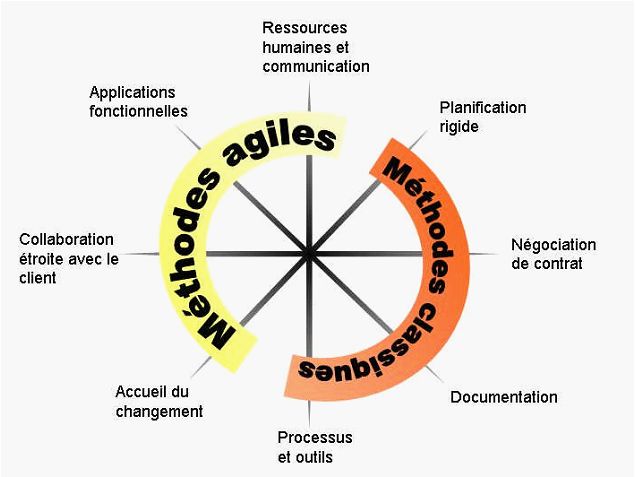 Ressources
humaines et
communication
Applications
fonctionnelles
Planification
rigide
Méthodes agiles
Méthodes classiques
Collaboration
étroite avec le
client
Négociation
de contrat
Accueil du
changement
Documentation
Processus
et outils